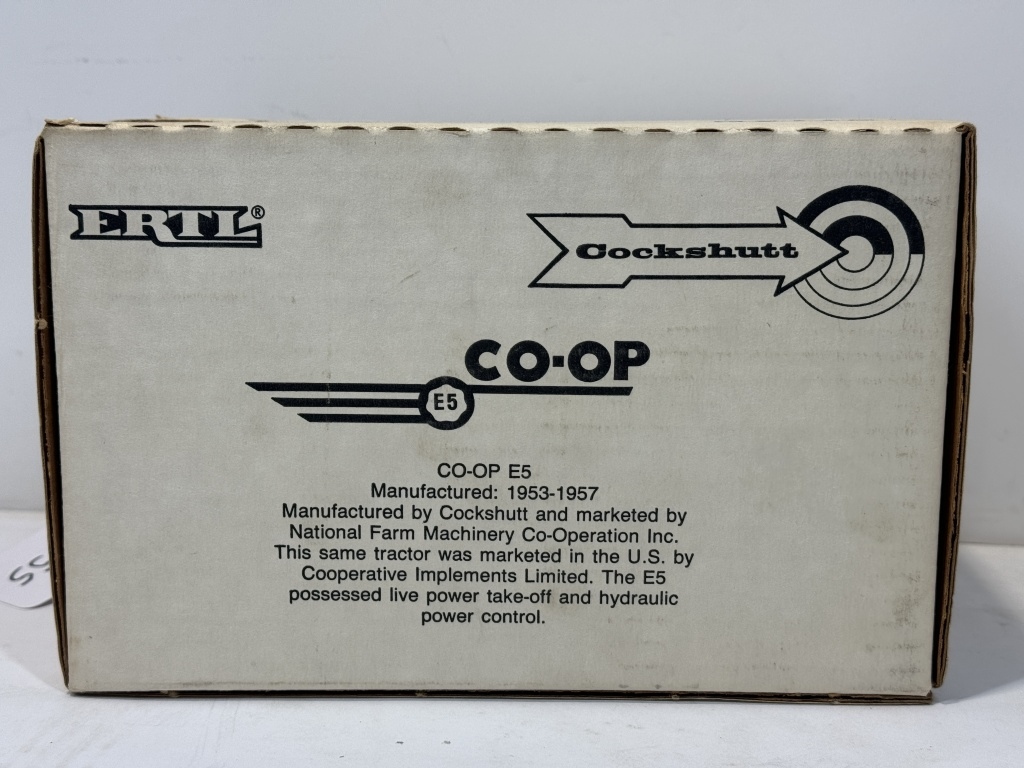 ERTL®
Cockshutt
CO-OP
E5
CO-OP E5
Manufactured: 1953-1957
Manufactured by Cockshutt and marketed by
National Farm Machinery Co-Operation Inc.
This same tractor was marketed in the U.S. by
Cooperative Implements Limited. The E5
possessed live power take-off and hydraulic
power control.
55